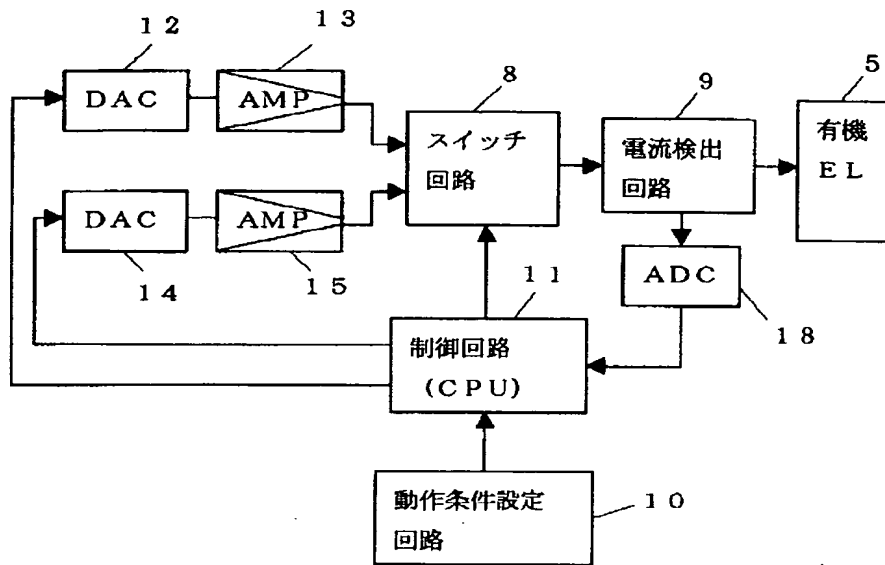 １２
１３
８
９
５
DAC
AMP
スイッチ
回路
電流検出
回路
有機
EL
DAC
AMP
１４
１５
１１
ADC
１８
制御回路
(CPU)
動作条件設定
回路
１０